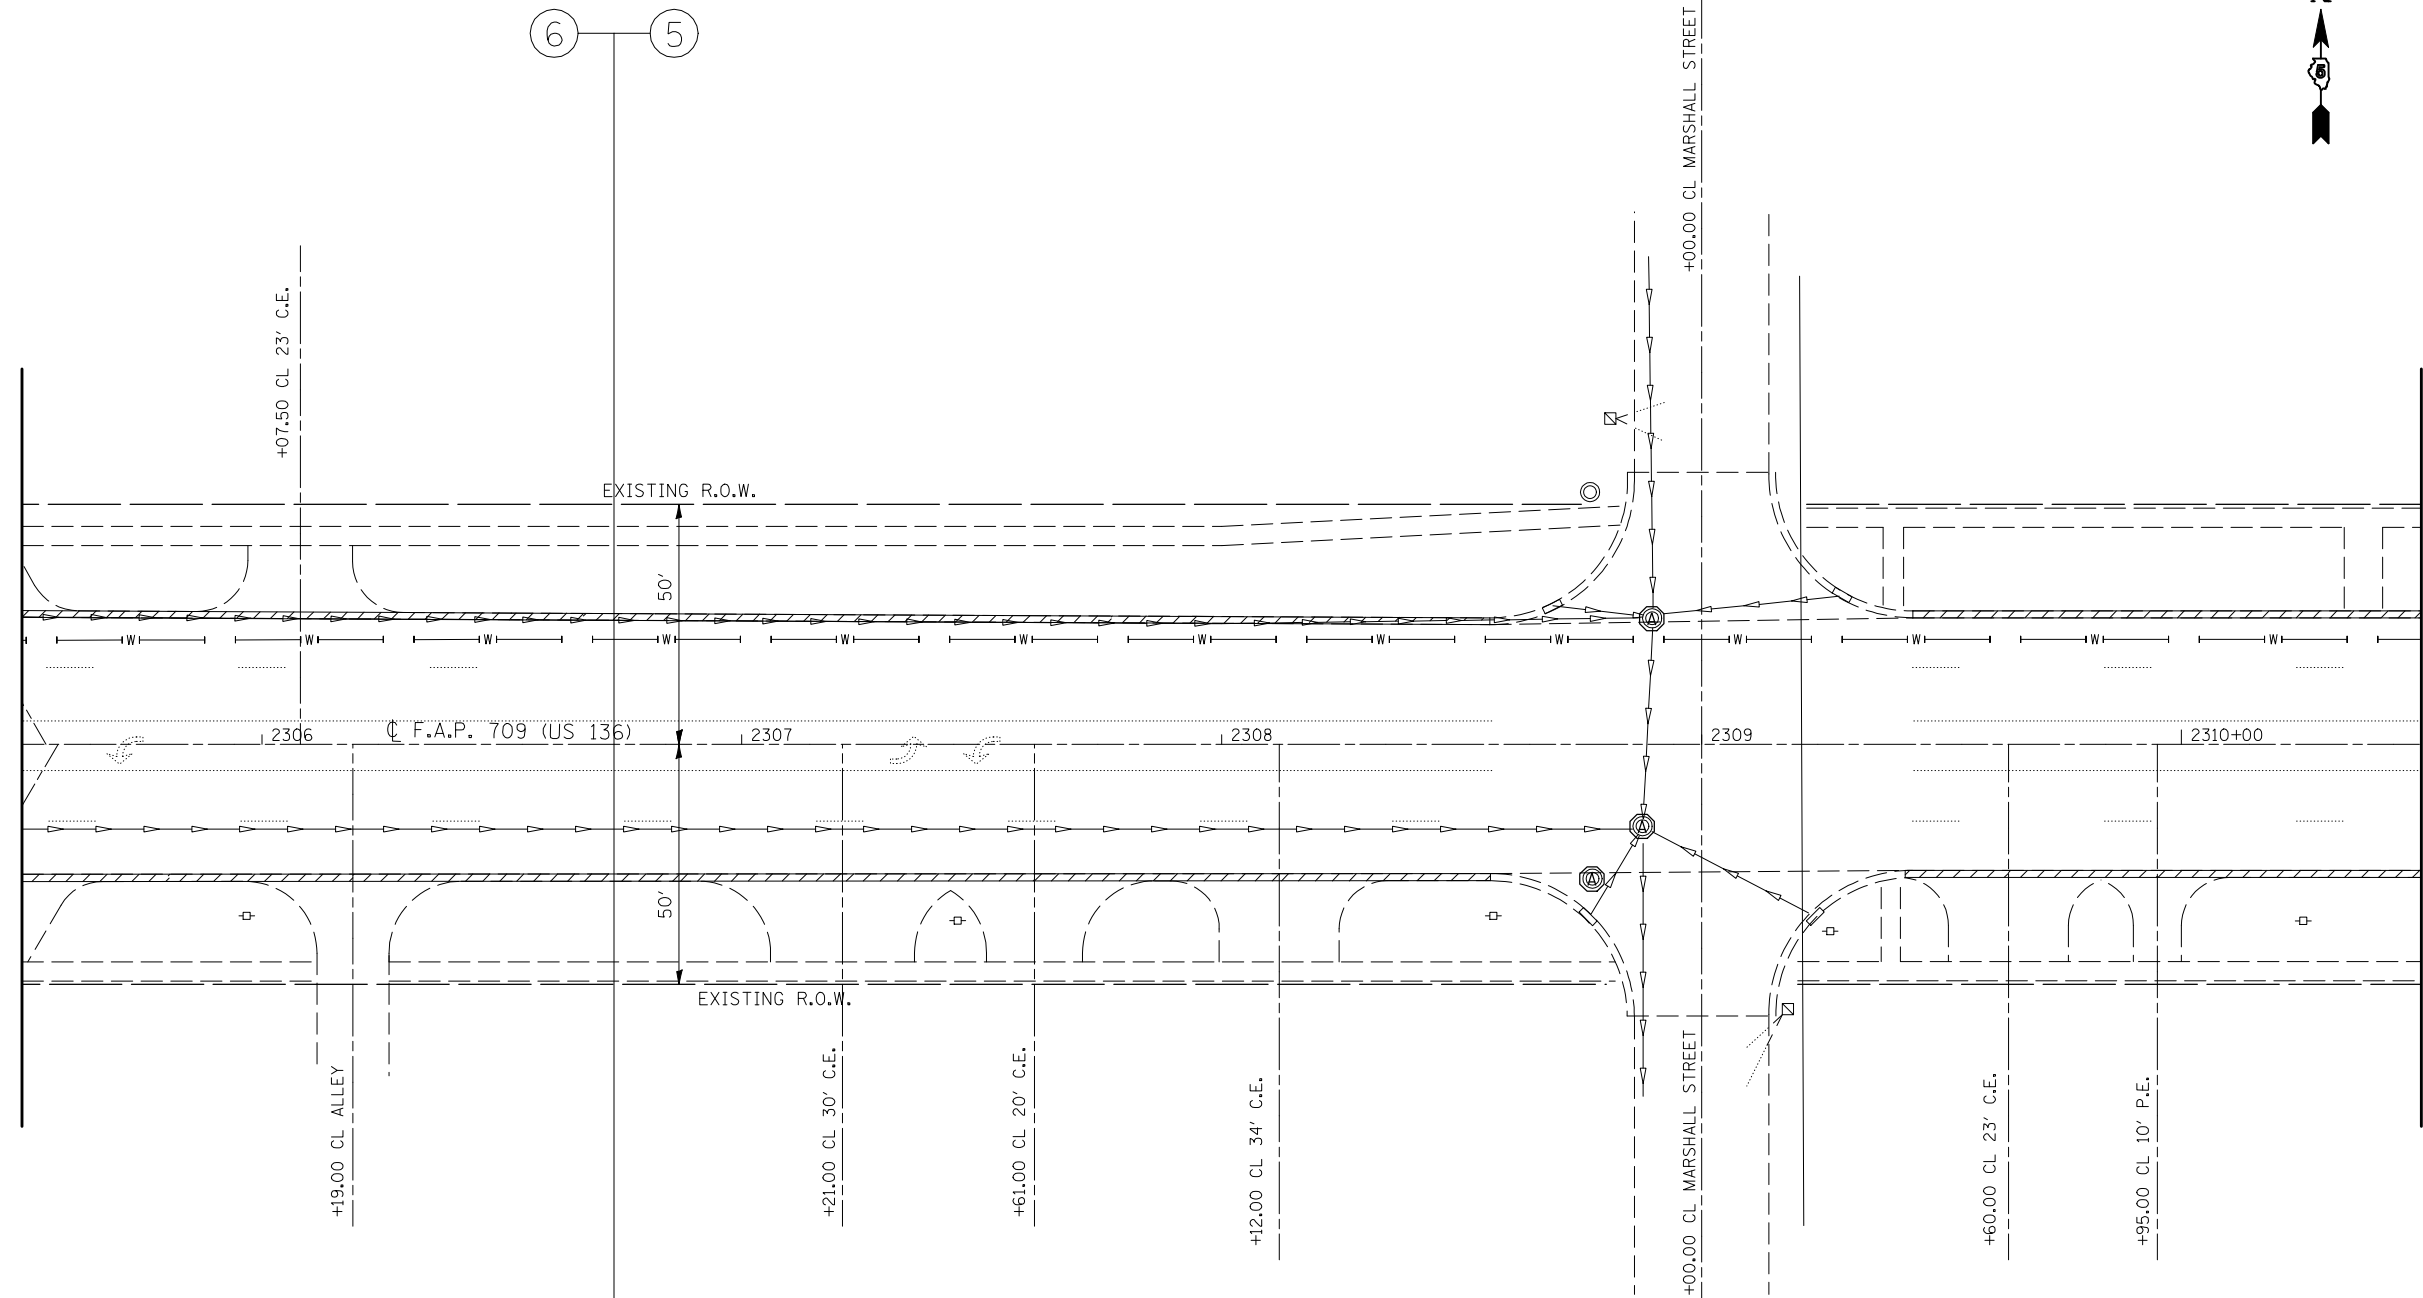 6
5
+00.00 CL MARSHALL STREET
5
+07.50 CL 23' C.E.
EXISTING R.O.W.
50'
A
W W W W W W W W W W W W W
2306
℄ F.A.P. 709 (US 136)
2307
2308
2309
2310+00
A
A
50'
EXISTING R.O.W.
+19.00 CL ALLEY
+21.00 CL 30' C.E.
+61.00 CL 20' C.E.
+12.00 CL 34' C.E.
+00.00 CL MARSHALL STREET
+60.00 CL 23' C.E.
+95.00 CL 10' P.E.